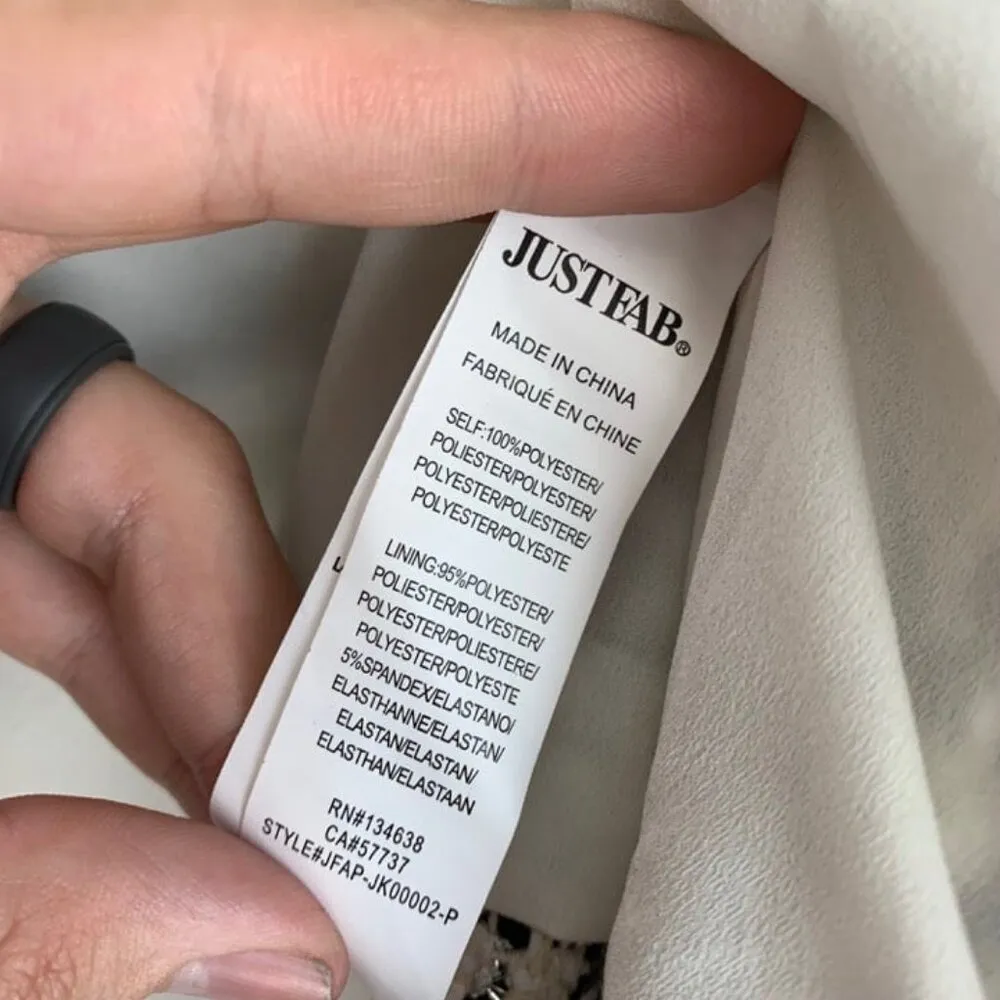 JUSTFAB®
MADE IN CHINA
FABRIQUÉ EN CHINE
SELF:100%POLYESTER/
POLIESTER/POLYESTER/
POLYESTER/POLIESTERE/
POLYESTER/POLYESTE
LINING:95%POLYESTER/
POLIESTER/POLYESTER/
POLYESTER/POLIESTERE/
POLYESTER/POLYESTE
5%SPANDEX/ELASTANO/
ELASTHANNE/ELASTAN/
ELASTAN/ELASTAN/
ELASTHAN/ELASTAAN
RN#134638
CA#57737
STYLE#JFAP-JK00002-P